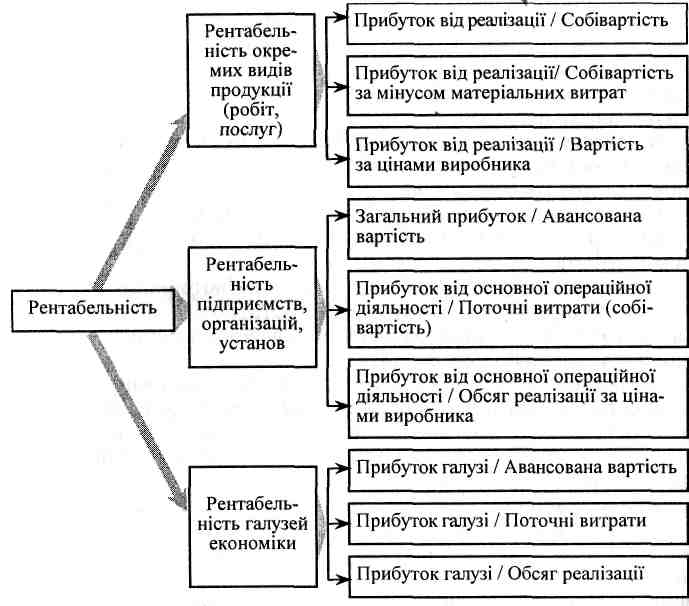 Рентабельність
Рентабель-
ність окре-
мих видів
продукції
(робіт,
послуг)
Прибуток від реалізації / Собівартість
Прибуток від реалізації/ Собівартість
за мінусом матеріальних витрат
Прибуток від реалізації / Вартість
за цінами виробника
Рентабель-
ність
підприємств,
організацій,
установ
Загальний прибуток / Авансована
вартість
Прибуток від основної операційної
діяльності / Поточні витрати (собі-
вартість)
Прибуток від основної операційної
діяльності / Обсяг реалізації за ціна-
ми виробника
Рентабель-
ність галузей
економіки
Прибуток галузі / Авансована вартість
Прибуток галузі / Поточні витрати
Прибуток галузі / Обсяг реалізації